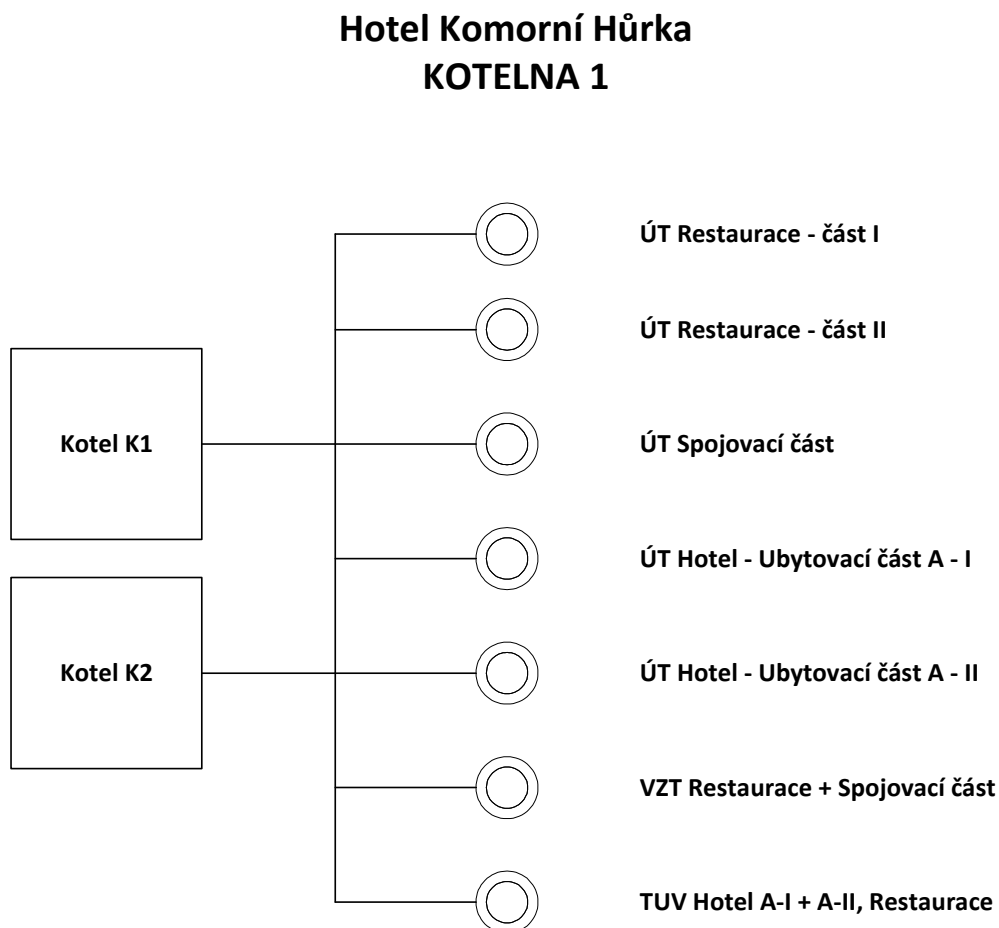 Hotel Komorní Hůrka
KOTELNA 1
ÚT Restaurace - část I
ÚT Restaurace - část II
Kotel K1
ÚT Spojovací část
ÚT Hotel - Ubytovací část A - I
Kotel K2
ÚT Hotel - Ubytovací část A - II
VZT Restaurace + Spojovací část
TUV Hotel A-I + A-II, Restaurace